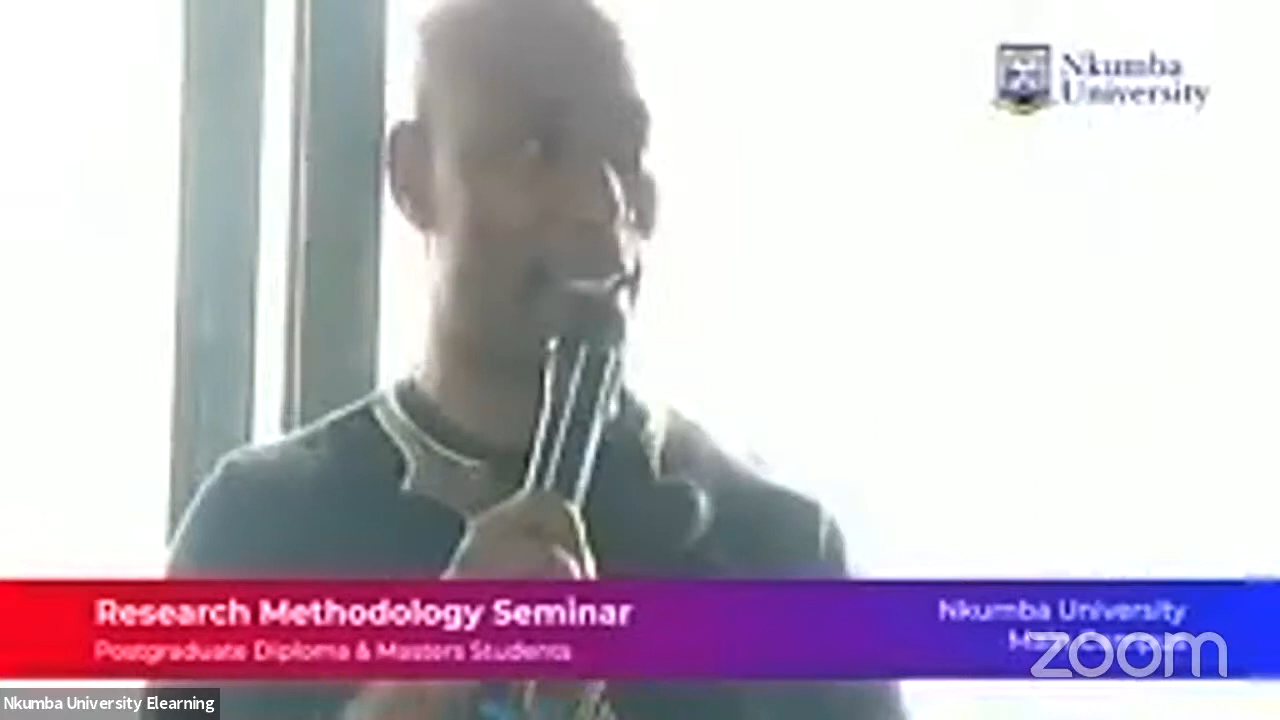 Nkumba
University
Research Methodology Seminar
Postgraduate Diploma & Masters Students
Nkumba University
zoom
Nkumba University Elearning